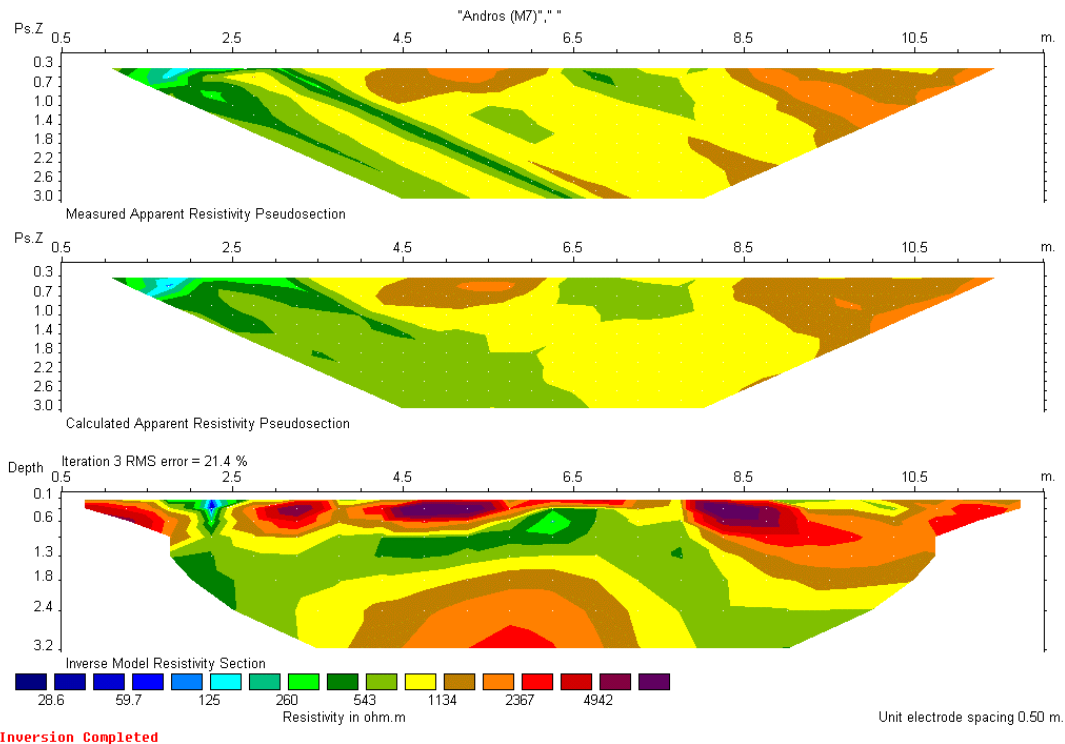 "Andros (M7)"," "
Ps.Z 0.5 2.5 4.5 6.5 8.5 10.5 m.
0.3
0.7
1.0
1.4
1.8
2.2
2.6
3.0
Measured Apparent Resistivity Pseudosection
Ps.Z 0.5 2.5 4.5 6.5 8.5 10.5 m.
0.3
0.7
1.0
1.4
1.8
2.2
2.6
3.0
Calculated Apparent Resistivity Pseudosection
Depth Iteration 3 RMS error = 21.4 %
0.5 2.5 4.5 6.5 8.5 10.5 m.
0.1
0.6
1.3
1.8
2.4
3.2
Inverse Model Resistivity Section
28.6 59.7 125 260 543 1134 2367 4942
Resistivity in ohm.m
Unit electrode spacing 0.50 m.
Inversion Completed